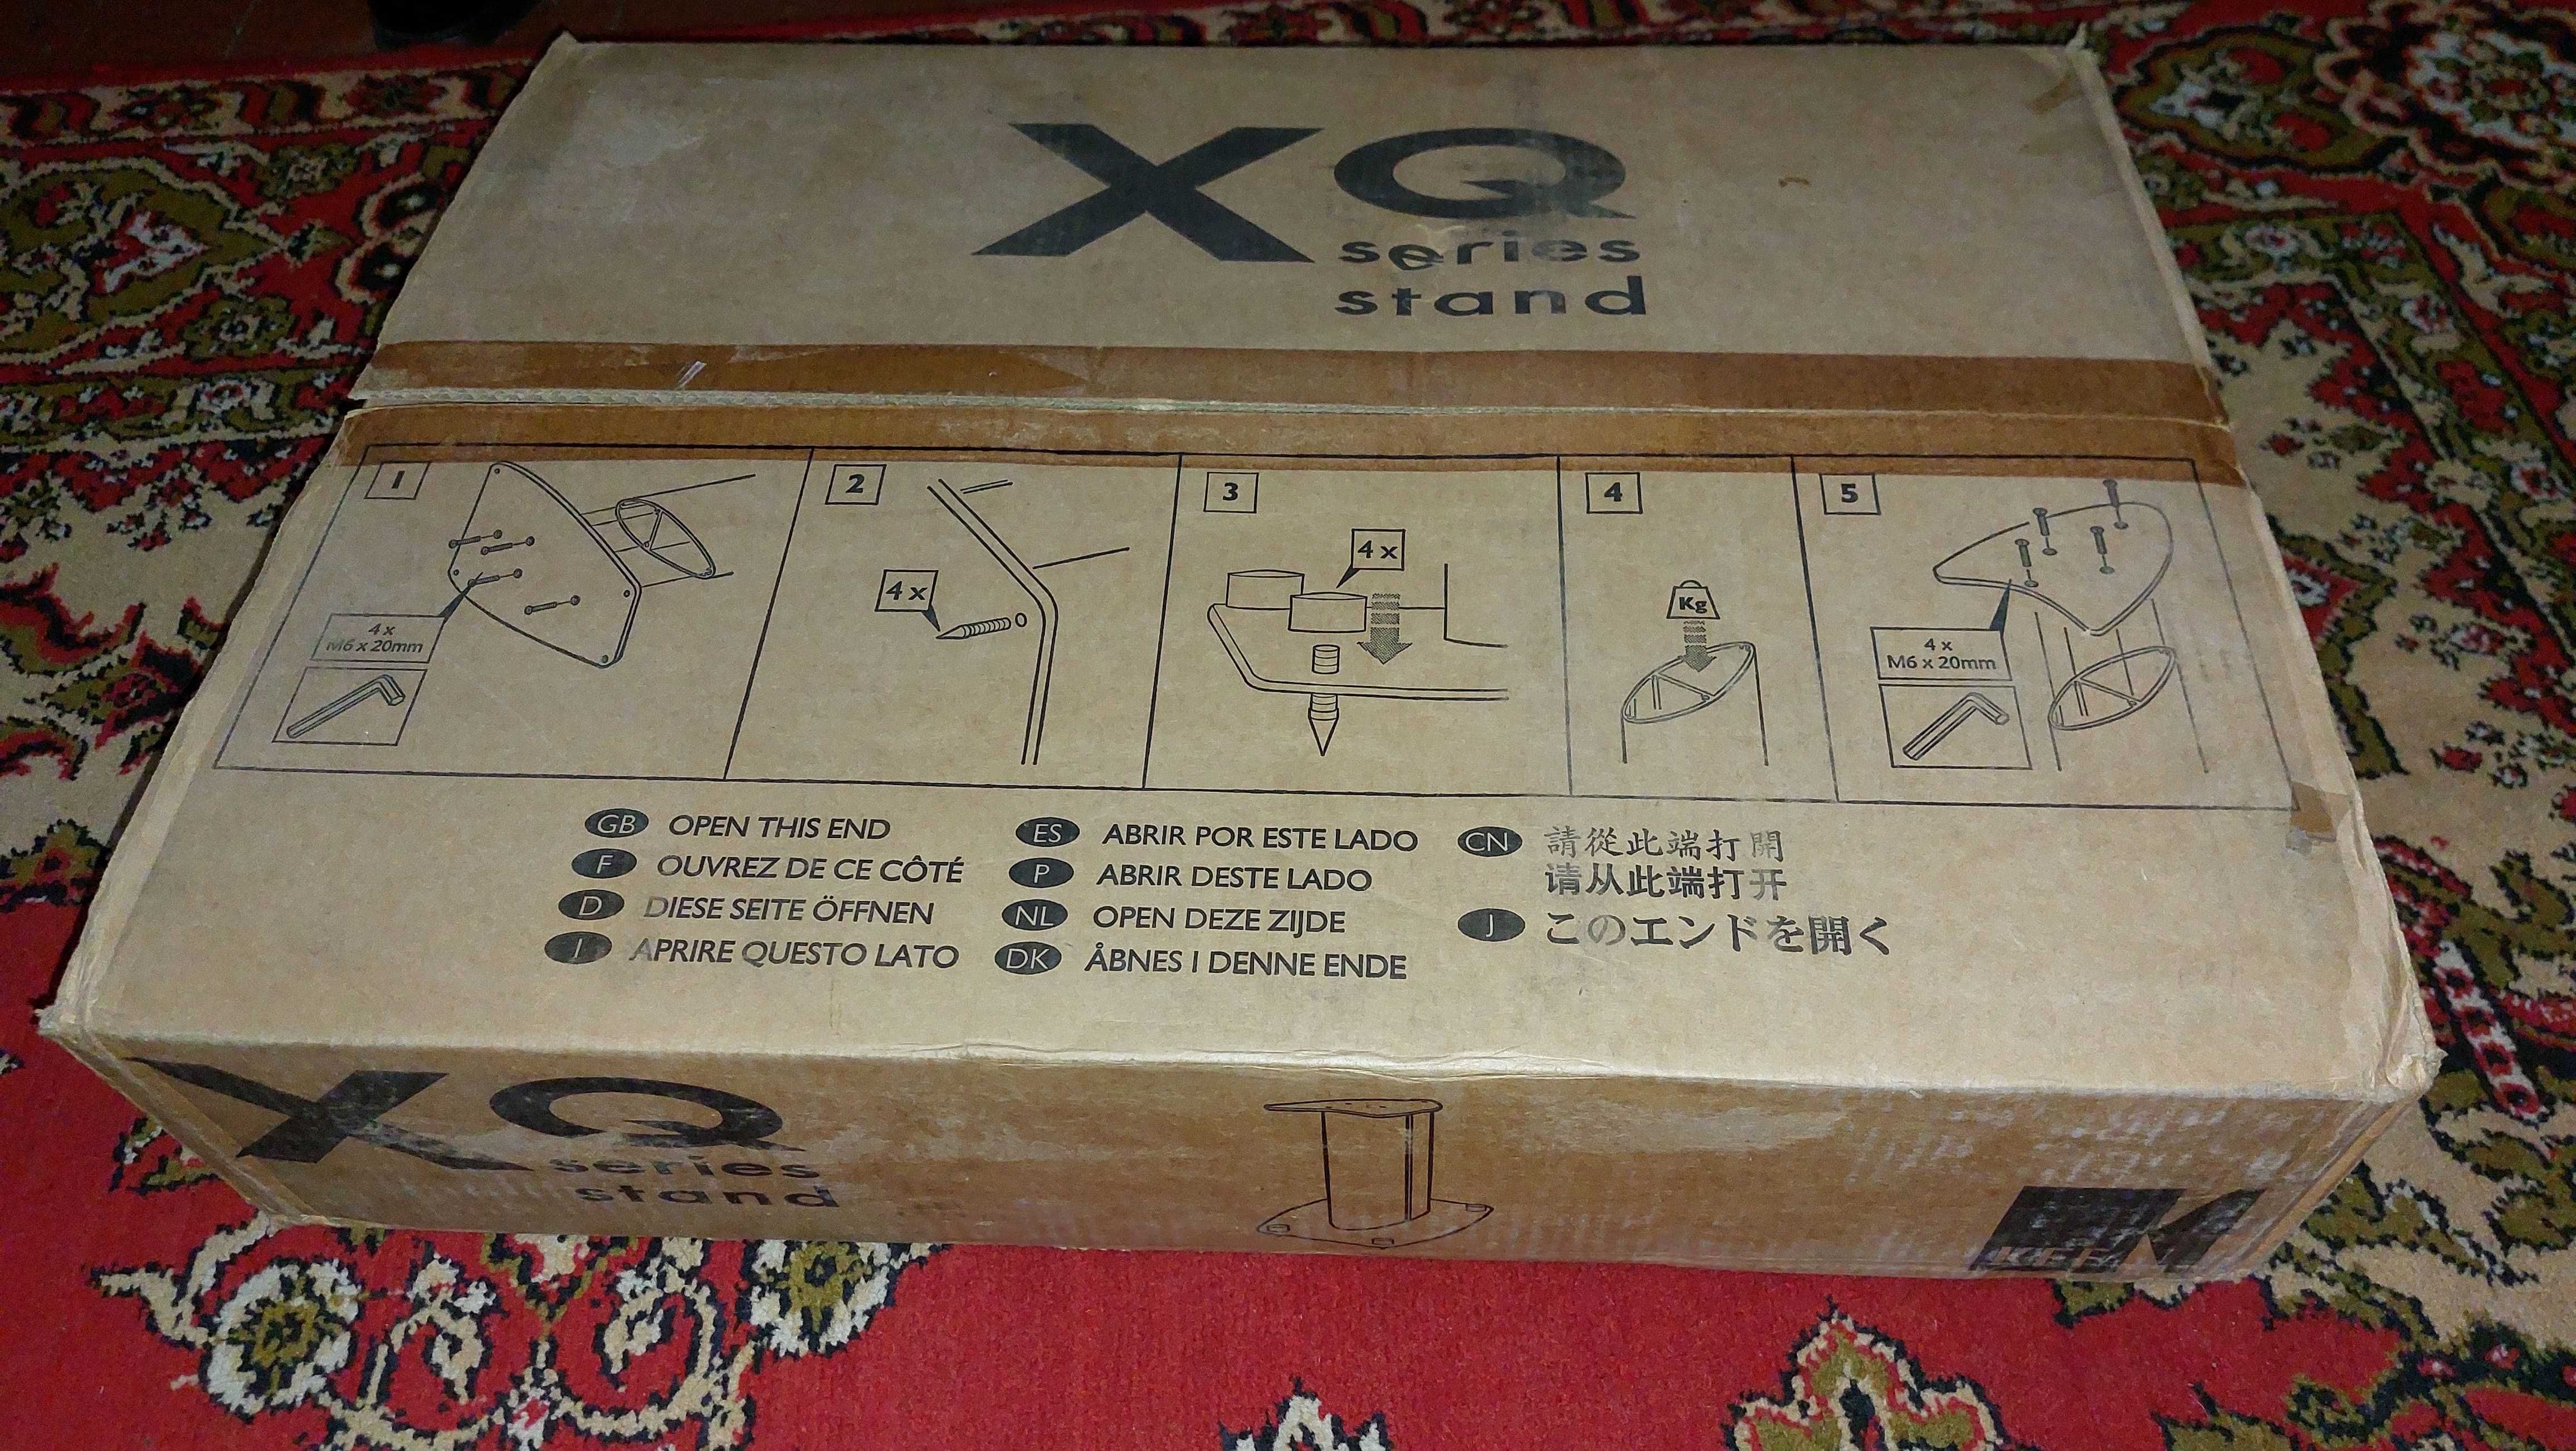 XQ
series
stand
1
4 x
M6 x 20mm
2
4 x
3
4 x
4
Kg
5
4 x
M6 x 20mm
GB OPEN THIS END
F OUVREZ DE CE CÔTÉ
D DIESE SEITE ÖFFNEN
I APRIRE QUESTO LATO
ES ABRIR POR ESTE LADO
P ABRIR DESTE LADO
NL OPEN DEZE ZIJDE
DK ÅBNES I DENNE ENDE
CN 請從此端打開
请从此端打开
J このエンドを開く
XQ
series
stand
KEF